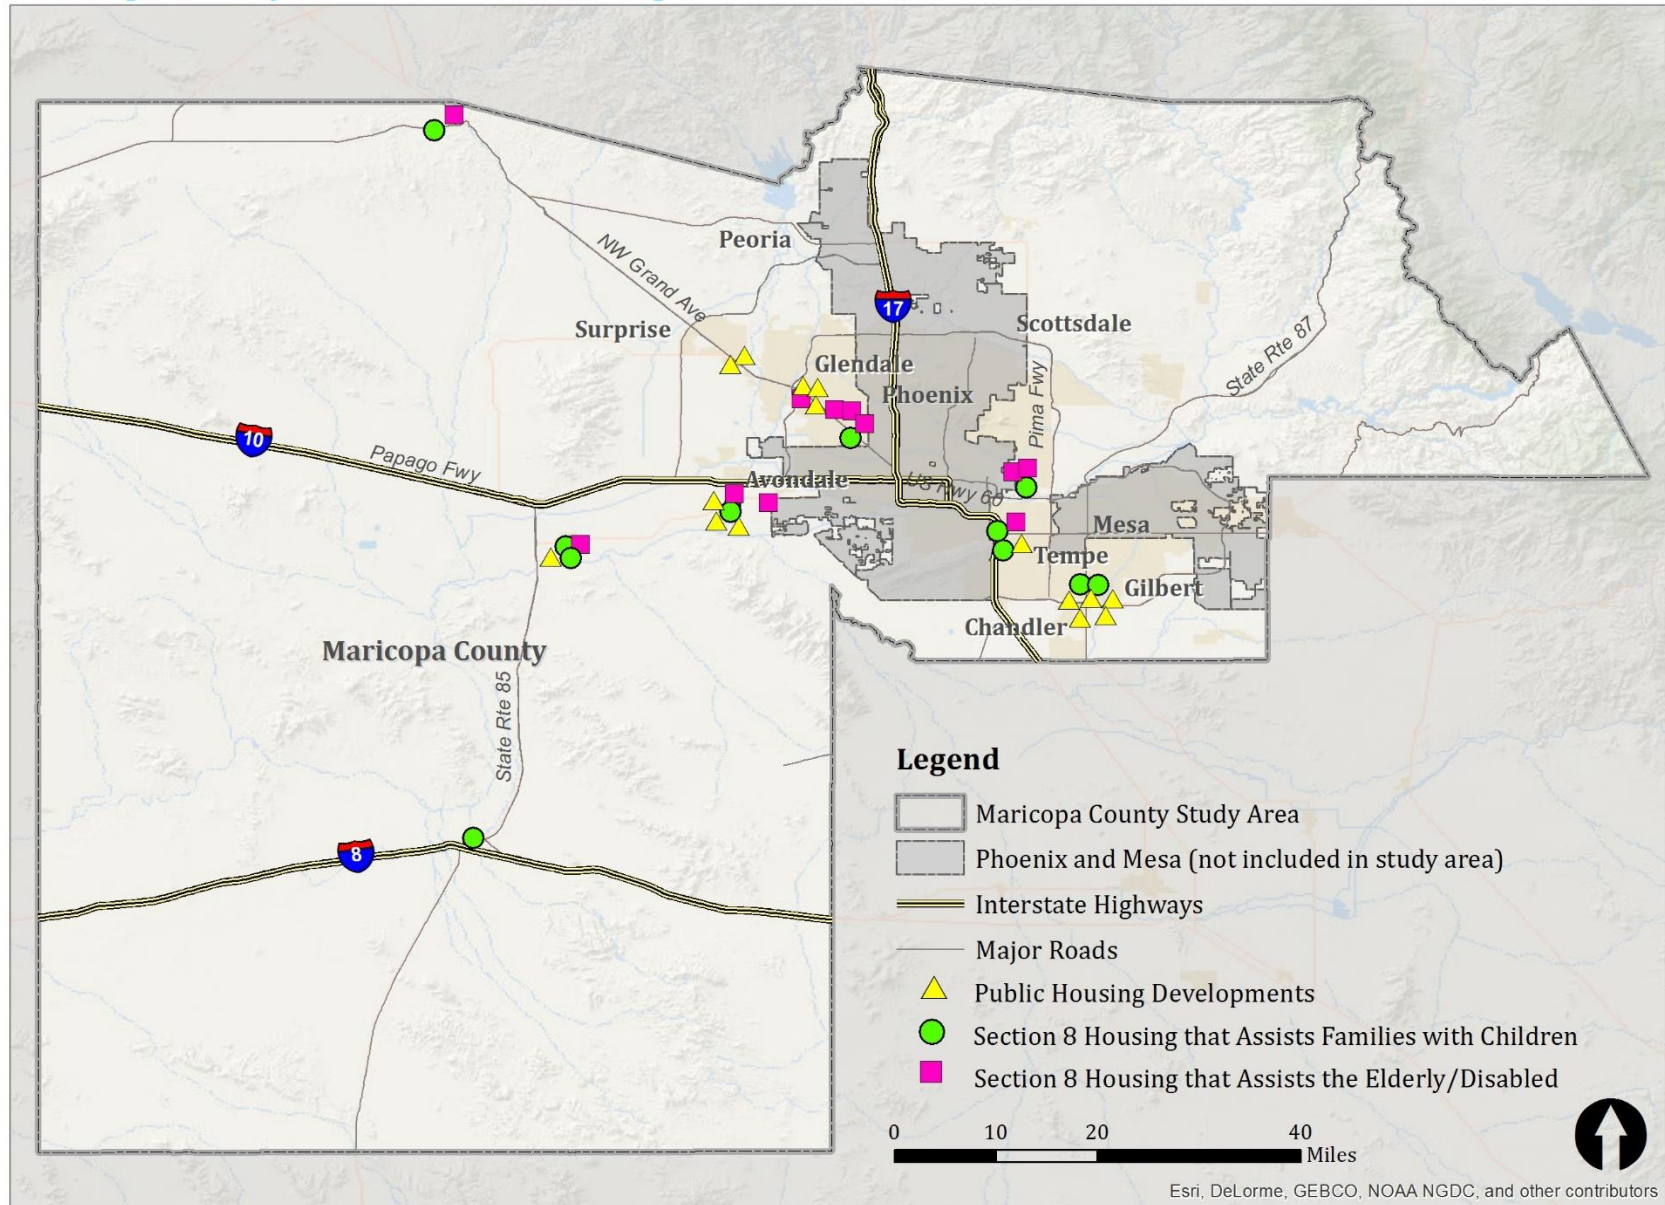 Peoria
NW Grand Ave
17
Surprise
Scottsdale
State Rte 87
Glendale
Pima Fwy
Phoenix
10
Papago Fwy
Avondale
US Hwy 60
Mesa
Tempe
Gilbert
Chandler
Maricopa County
State Rte 85
8
Legend
Maricopa County Study Area
Phoenix and Mesa (not included in study area)
Interstate Highways
Major Roads
Public Housing Developments
Section 8 Housing that Assists Families with Children
Section 8 Housing that Assists the Elderly/Disabled
0 10 20 40
Miles
Esri, DeLorme, GEBCO, NOAA NGDC, and other contributors